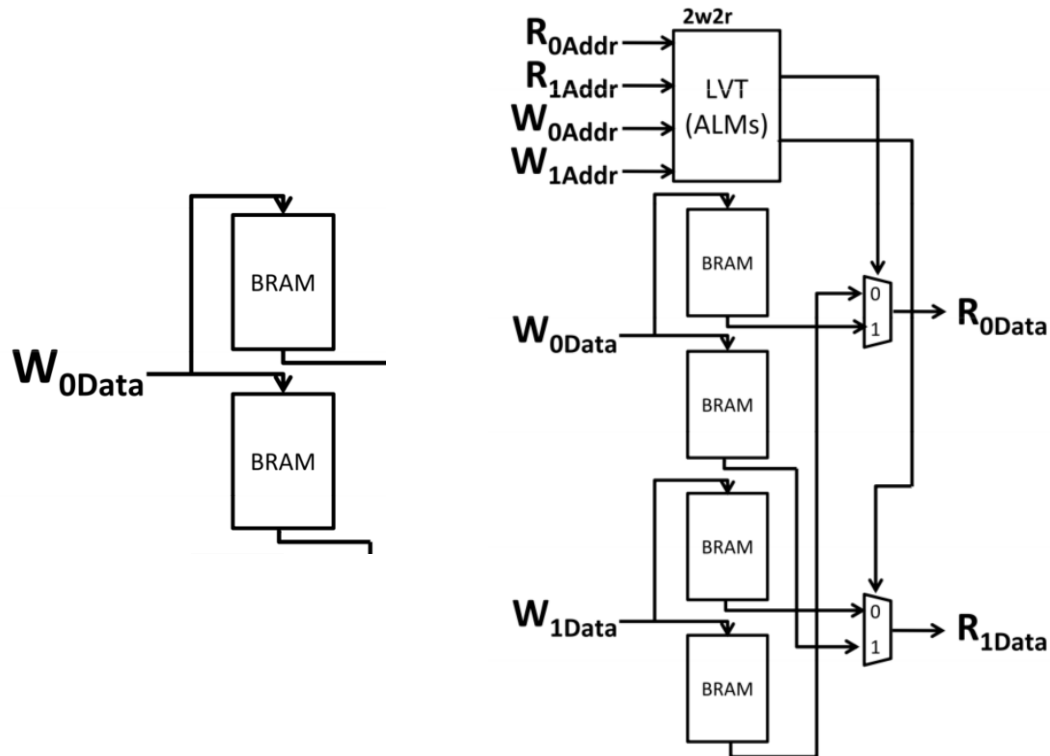 BRAM
W0Data
BRAM
2w2r
R0Addr
R1Addr
W0Addr
W1Addr
LVT
(ALMs)
BRAM
0
1
R0Data
W0Data
BRAM
BRAM
0
1
R1Data
W1Data
BRAM